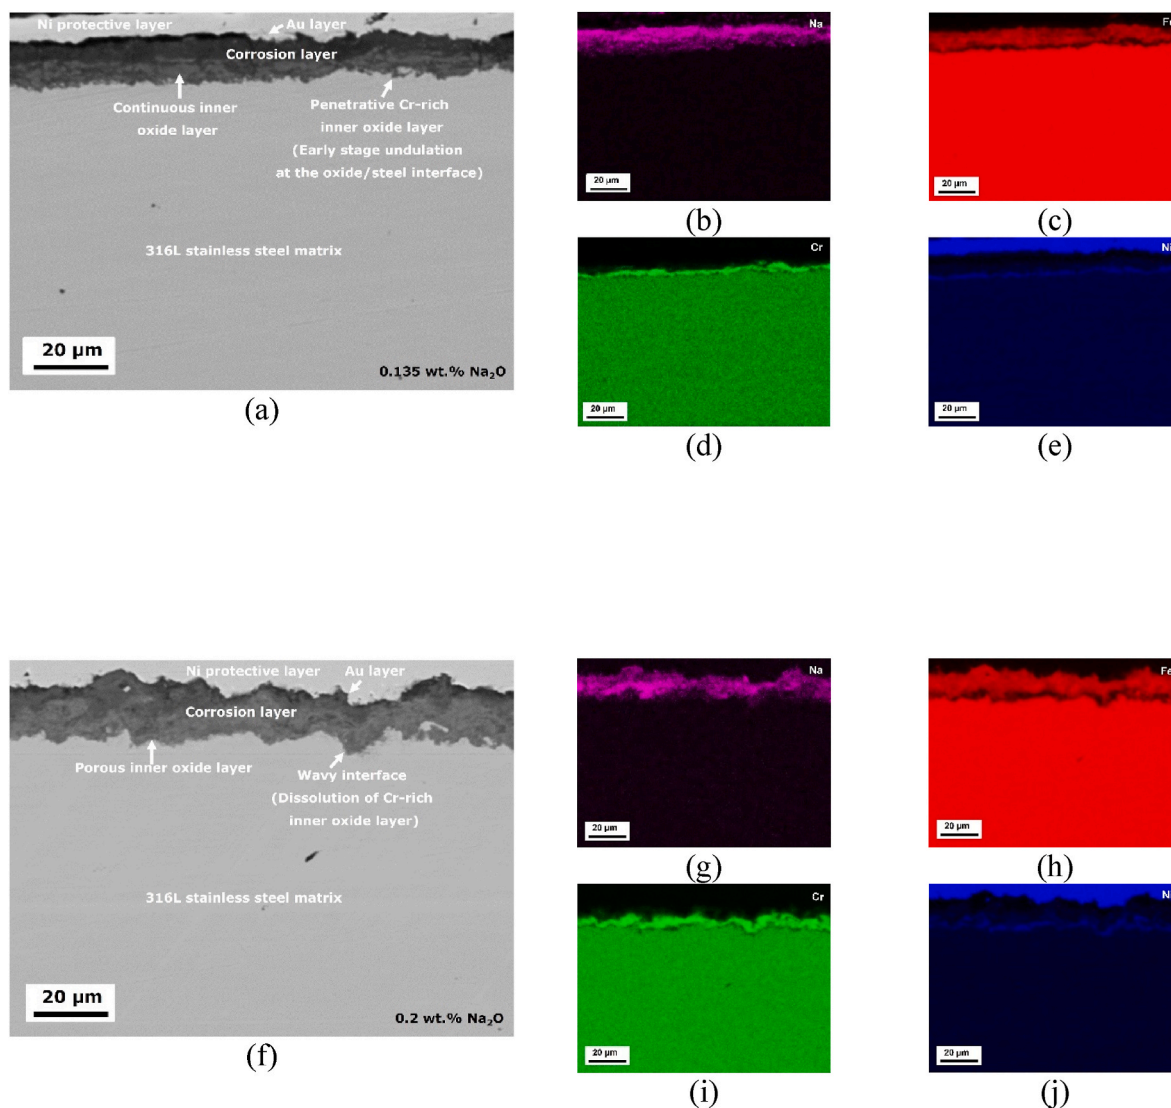 Ni protective layer
Au layer
Corrosion layer
Continuous inner
oxide layer
Penetrative Cr-rich
inner oxide layer
(Early stage undulation
at the oxide/steel interface)
316L stainless steel matrix
20 μm
0.135 wt.% Na₂O
(a)
Na
20 μm
(b)
Fe
20 μm
(c)
Cr
20 μm
(d)
Ni
20 μm
(e)
Ni protective layer
Au layer
Corrosion layer
Porous inner oxide layer
Wavy interface
(Dissolution of Cr-rich
inner oxide layer)
316L stainless steel matrix
20 μm
0.2 wt.% Na₂O
(f)
Na
20 μm
(g)
Fe
20 μm
(h)
Cr
20 μm
(i)
Ni
20 μm
(j)